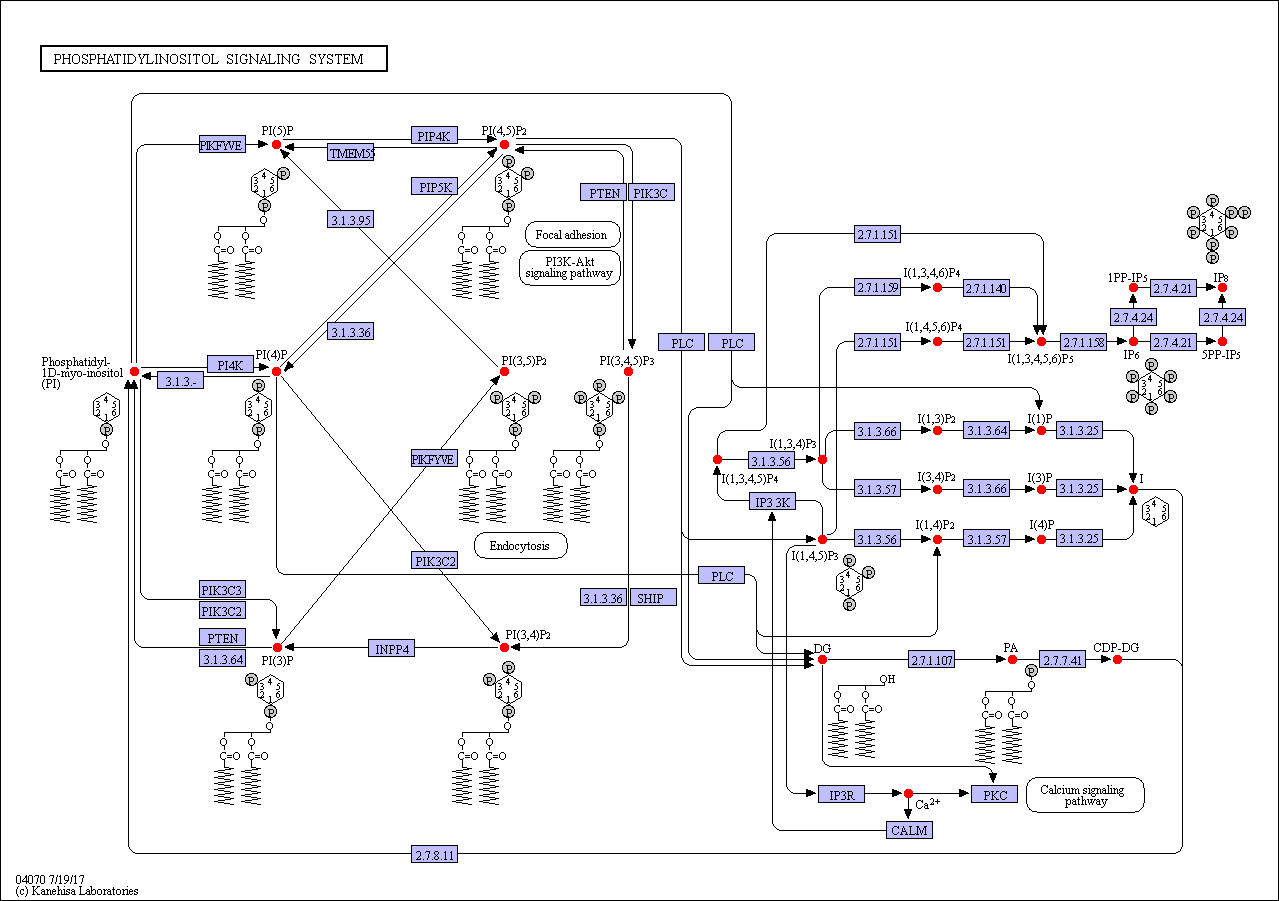 PHOSPHATIDYLINOSITOL SIGNALING SYSTEM
PI(5)P
PIP4K
PI(4,5)P2
PIKFYVE
TMEM55
PIP5K
PTEN
PIK3C
3.1.3.95
Focal adhesion
PI3K-Akt
signaling pathway
3.1.3.36
Phosphatidyl-
1D-myo-inositol
(PI)
PI4K
3.1.3.-
PI(4)P
PI(3,5)P2
PI(3,4,5)P3
PLC
PLC
2.7.1.151
I(1,3,4,6)P4
2.7.1.159
2.7.1.140
I(1,4,5,6)P4
2.7.1.151
2.7.1.151
I(1,3,4,5,6)P5
2.7.1.158
1PP-IP5
2.7.4.21
IP8
2.7.4.24
2.7.4.24
IP6
2.7.4.21
5PP-IP5
I(1,3,4)P3
3.1.3.66
I(1,3)P2
3.1.3.64
I(1)P
3.1.3.25
3.1.3.56
I(1,3,4,5)P4
3.1.3.57
I(3,4)P2
3.1.3.66
I(3)P
3.1.3.25
I
IP3 3K
I(1,4,5)P3
3.1.3.56
I(1,4)P2
3.1.3.57
I(4)P
3.1.3.25
PIKFYVE
Endocytosis
PIK3C2
PLC
PIK3C3
PIK3C2
3.1.3.36
SHIP
PTEN
3.1.3.64
PI(3)P
INPP4
PI(3,4)P2
DG
2.7.1.107
PA
2.7.7.41
CDP-DG
OH
IP3R
Ca2+
PKC
CALM
Calcium signaling
pathway
2.7.8.11
04070 7/19/17
(c) Kanehisa Laboratories